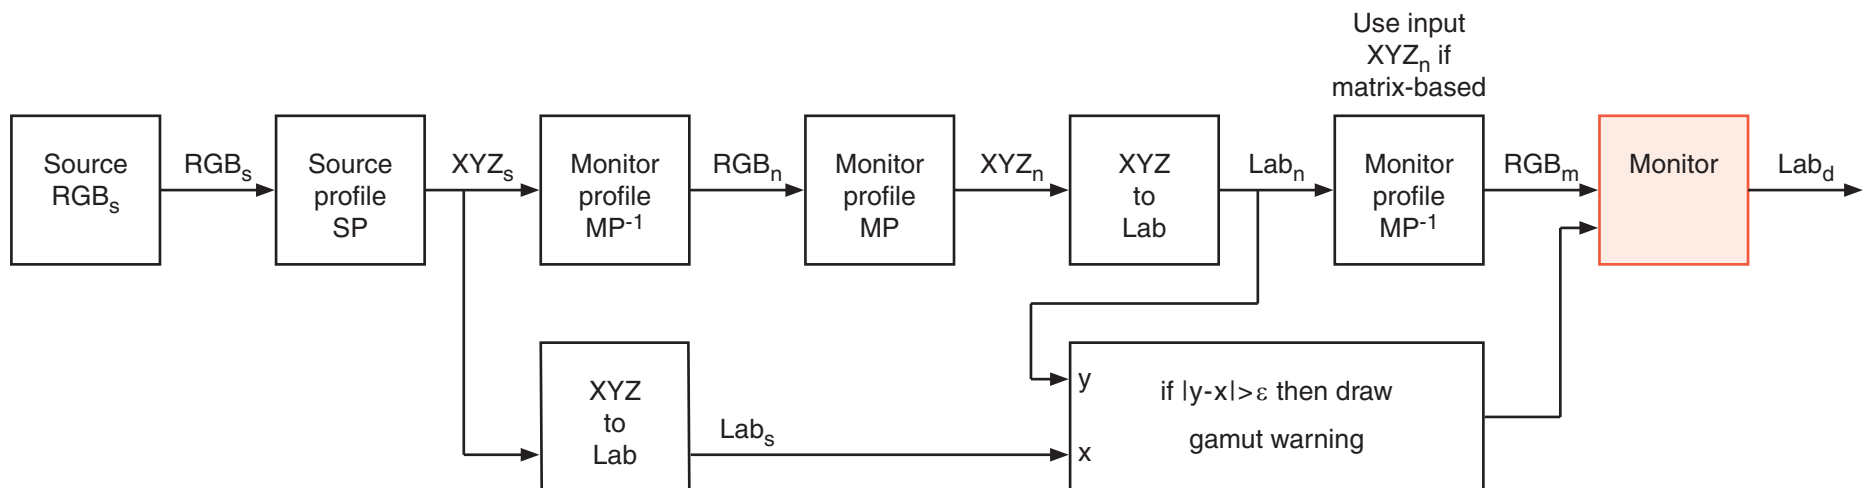 Use input
XYZn if
matrix-based
Source
RGBs
RGBs
Source
profile
SP
XYZs
Monitor
profile
MP-1
RGBn
Monitor
profile
MP
XYZn
XYZ
to
Lab
Labn
Monitor
profile
MP-1
RGBm
Monitor
Labd
XYZ
to
Lab
Labs
y
x
if |y-x|>ε then draw
gamut warning